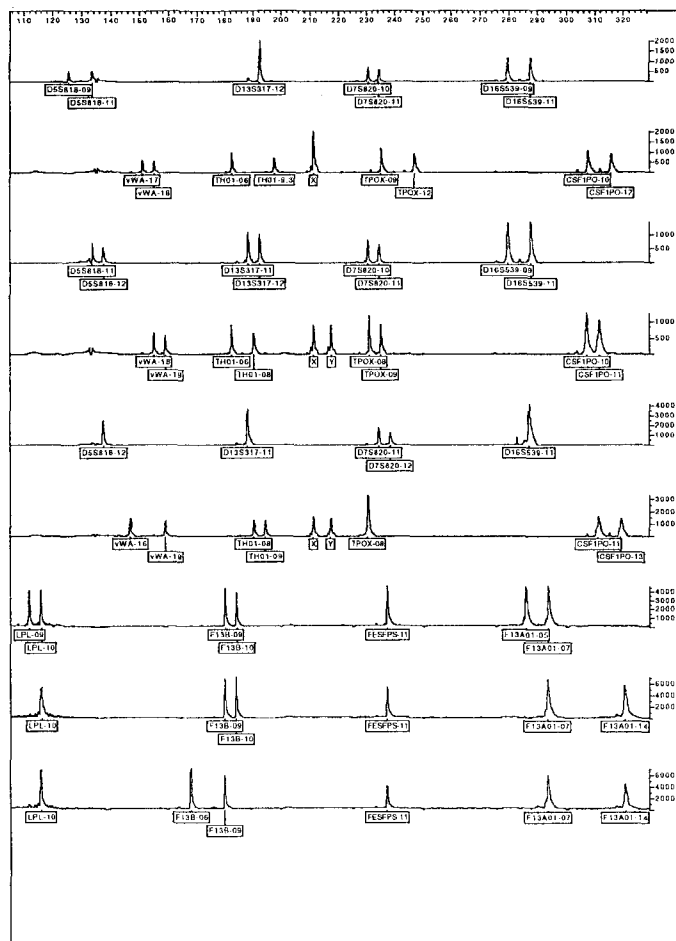 110 120 130 140 150 160 170 180 190 200 210 220 230 240 250 260 270 280 290 300 310 320
2000
1500
1000
500
D5S818-09 D13S317-12 D7S820-10 D16S539-09
D5S818-11 D7S820-11 D16S539-11
2000
1500
1000
500
vWA-17 TH01-06 TH01-9.3 X TPOX-09 CSF1PO-10
vWA-18 TPOX-12 CSF1PO-12
1000
500
D5S818-11 D13S317-11 D7S820-10 D16S539-09
D5S818-12 D13S317-12 D7S820-11 D16S539-11
1000
500
vWA-18 TH01-06 X Y TPOX-08 CSF1PO-10
vWA-19 TH01-08 TPOX-09 CSF1PO-11
4000
3000
2000
1000
D5S818-12 D13S317-11 D7S820-11 D16S539-11
D7S820-12
3000
2000
1000
vWA-16 TH01-08 X Y TPOX-08 CSF1PO-11
vWA-19 TH01-09 CSF1PO-13
4000
3000
2000
1000
LPL-09 F13B-09 FESFPS-11 F13A01-05
LPL-10 F13B-10 F13A01-07
6000
4000
2000
LPL-10 F13B-09 FESFPS-11 F13A01-07 F13A01-14
F13B-10
6000
4000
2000
LPL-10 F13B-06 FESFPS-11 F13A01-07 F13A01-14
F13B-09